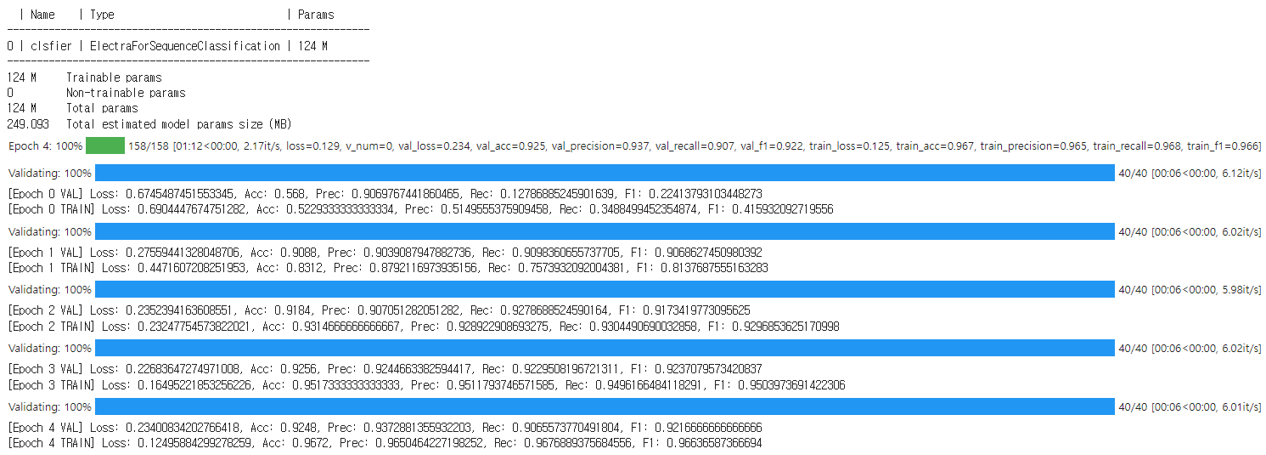 | Name    | Type                             | Params
-------------------------------------------------------------
0 | clsfier | ElectraForSequenceClassification | 124 M
-------------------------------------------------------------
124 M     Trainable params
0         Non-trainable params
124 M     Total params
249.093   Total estimated model params size (MB)
Epoch 4: 100% 158/158 [01:12<00:00, 2.17it/s, loss=0.129, v_num=0, val_loss=0.234, val_acc=0.925, val_precision=0.937, val_recall=0.907, val_f1=0.922, train_loss=0.125, train_acc=0.967, train_precision=0.965, train_recall=0.968, train_f1=0.966]
Validating: 100% 40/40 [00:06<00:00, 6.12it/s]
[Epoch 0 VAL] Loss: 0.6745487451553345, Acc: 0.568, Prec: 0.9069767441860465, Rec: 0.12786885245901639, F1: 0.22413793103448273
[Epoch 0 TRAIN] Loss: 0.6904447674751282, Acc: 0.5229333333333334, Prec: 0.5149555375909458, Rec: 0.3488499452354874, F1: 0.415932092719556
Validating: 100% 40/40 [00:06<00:00, 6.02it/s]
[Epoch 1 VAL] Loss: 0.27559441328048706, Acc: 0.9088, Prec: 0.9039087947882736, Rec: 0.9098360655737705, F1: 0.9068627450980392
[Epoch 1 TRAIN] Loss: 0.4471607208251953, Acc: 0.8312, Prec: 0.8792116973935156, Rec: 0.7573932092004381, F1: 0.8137687555163283
Validating: 100% 40/40 [00:06<00:00, 5.98it/s]
[Epoch 2 VAL] Loss: 0.2352394163608551, Acc: 0.9184, Prec: 0.907051282051282, Rec: 0.9278688524590164, F1: 0.9173419773095625
[Epoch 2 TRAIN] Loss: 0.23247754573822021, Acc: 0.9314666666666667, Prec: 0.928922908693275, Rec: 0.9304490690032858, F1: 0.9296853625170998
Validating: 100% 40/40 [00:06<00:00, 6.02it/s]
[Epoch 3 VAL] Loss: 0.22683647274971008, Acc: 0.9256, Prec: 0.9244663382594417, Rec: 0.9229508196721311, F1: 0.9237079573420837
[Epoch 3 TRAIN] Loss: 0.16495221853256226, Acc: 0.9517333333333333, Prec: 0.9511793746571585, Rec: 0.9496166484118291, F1: 0.9503973691422306
Validating: 100% 40/40 [00:06<00:00, 6.01it/s]
[Epoch 4 VAL] Loss: 0.23400834202766418, Acc: 0.9248, Prec: 0.9372881355932203, Rec: 0.9065573770491804, F1: 0.9216666666666666
[Epoch 4 TRAIN] Loss: 0.12495884299278259, Acc: 0.9672, Prec: 0.9650464227198252, Rec: 0.9676889375684556, F1: 0.96636587366694